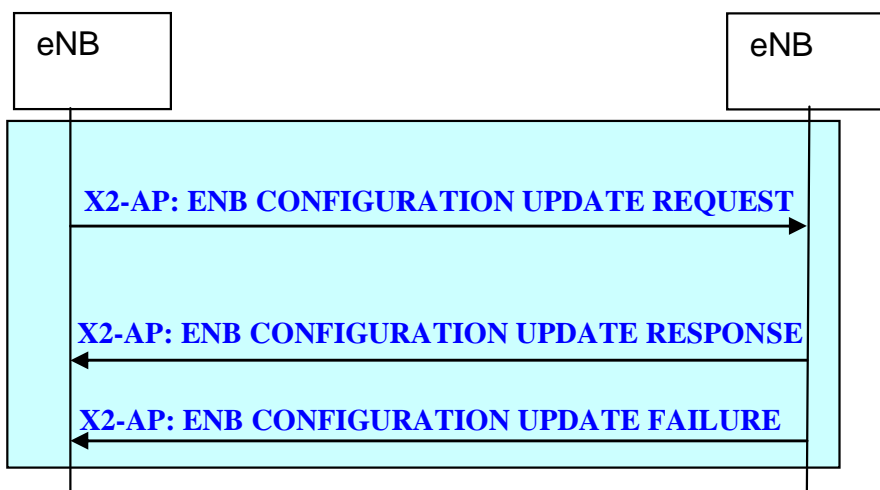 eNB
eNB
X2-AP: ENB CONFIGURATION UPDATE REQUEST
X2-AP: ENB CONFIGURATION UPDATE RESPONSE
X2-AP: ENB CONFIGURATION UPDATE FAILURE